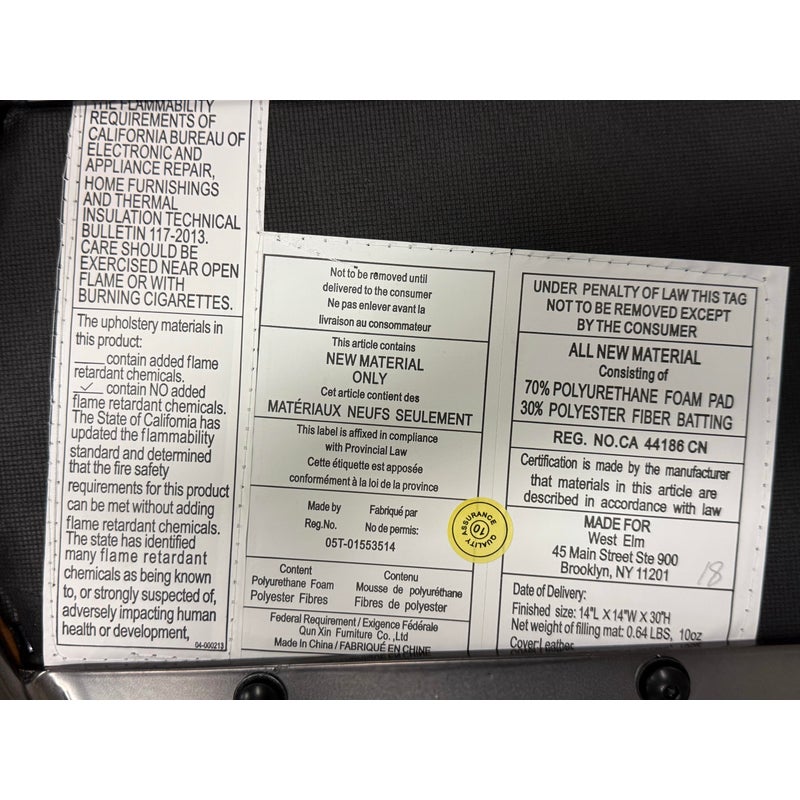 THE FLAMMABILITY
REQUIREMENTS OF
CALIFORNIA BUREAU OF
ELECTRONIC AND
APPLIANCE REPAIR,
HOME FURNISHINGS
AND THERMAL
INSULATION TECHNICAL
BULLETIN 117-2013.
CARE SHOULD BE
EXERCISED NEAR OPEN
FLAME OR WITH
BURNING CIGARETTES.
The upholstery materials in
this product:
____contain added flame
retardant chemicals.
✓ contain NO added
flame retardant chemicals.
The State of California has
updated the flammability
standard and determined
that the fire safety
requirements for this product
can be met without adding
flame retardant chemicals.
The state has identified
many flame retardant
chemicals as being known
to, or strongly suspected of,
adversely impacting human
health or development,
04-000213
Not to be removed until
delivered to the consumer
Ne pas enlever avant la
livraison au consommateur
This article contains
NEW MATERIAL
ONLY
Cet article contient des
MATÉRIAUX NEUFS SEULEMENT
This label is affixed in compliance
with Provincial Law
Cette étiquette est apposée
conformément à la loi de la province
Made by Fabriqué par
Reg.No. No de permis:
05T-01553514
Content Contenu
Polyurethane Foam Mousse de polyuréthane
Polyester Fibres Fibres de polyester
Federal Requirement / Exigence Fédérale
Qun Xin Furniture Co.,Ltd
Made In China / FABRIQUÉ EN CHINE
QUALITY ASSURANCE
10
UNDER PENALTY OF LAW THIS TAG
NOT TO BE REMOVED EXCEPT
BY THE CONSUMER
ALL NEW MATERIAL
Consisting of
70% POLYURETHANE FOAM PAD
30% POLYESTER FIBER BATTING
REG. NO.CA 44186 CN
Certification is made by the manufacturer
that materials in this article are
described in accordance with law
MADE FOR
West Elm
45 Main Street Ste 900
Brooklyn, NY 11201
18
Date of Delivery:
Finished size: 14"L X 14"W X 30"H
Net weight of filling mat: 0.64 LBS, 10oz
Cover:Leather